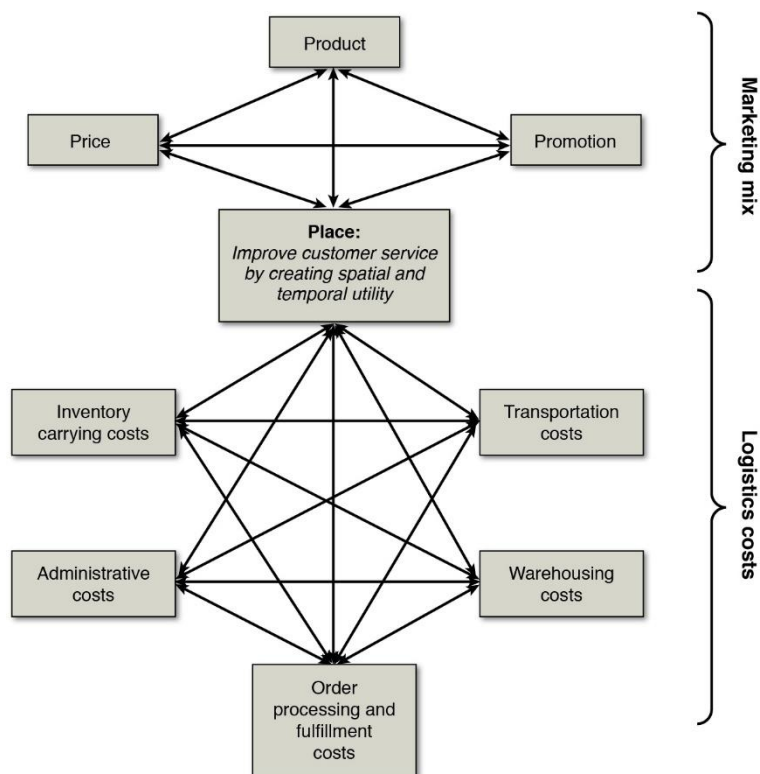 Product
Price
Promotion
Marketing mix
Place:
Improve customer service
by creating spatial and
temporal utility
Inventory
carrying costs
Transportation
costs
Logistics costs
Administrative
costs
Warehousing
costs
Order
processing and
fulfillment
costs